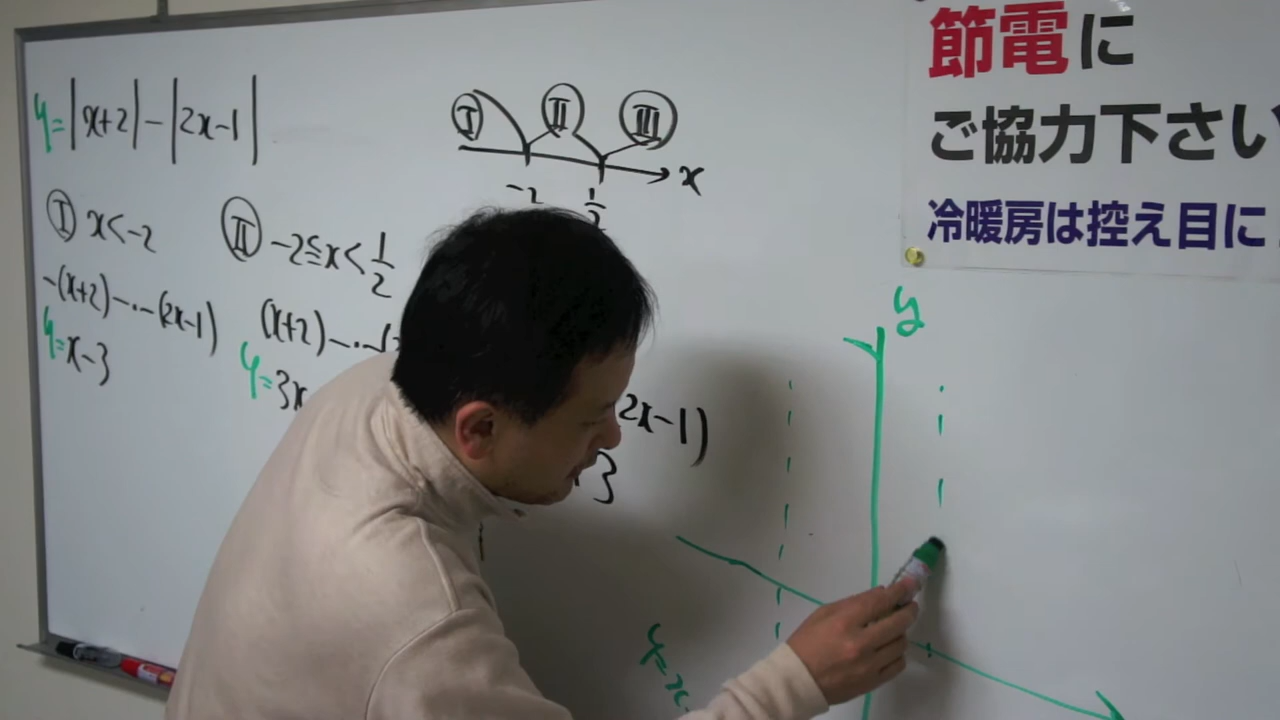 y=|x+2|-|2x-1|
Ⅰ Ⅱ Ⅲ
-2 1/2 x
Ⅰ x<-2
-(x+2)-・-(2x-1)
y=x-3
Ⅱ -2≦x<1/2
(x+2)-・-(
y=3x
2x-1)
3
y
y=x
節電に
ご協力下さい
冷暖房は控え目に